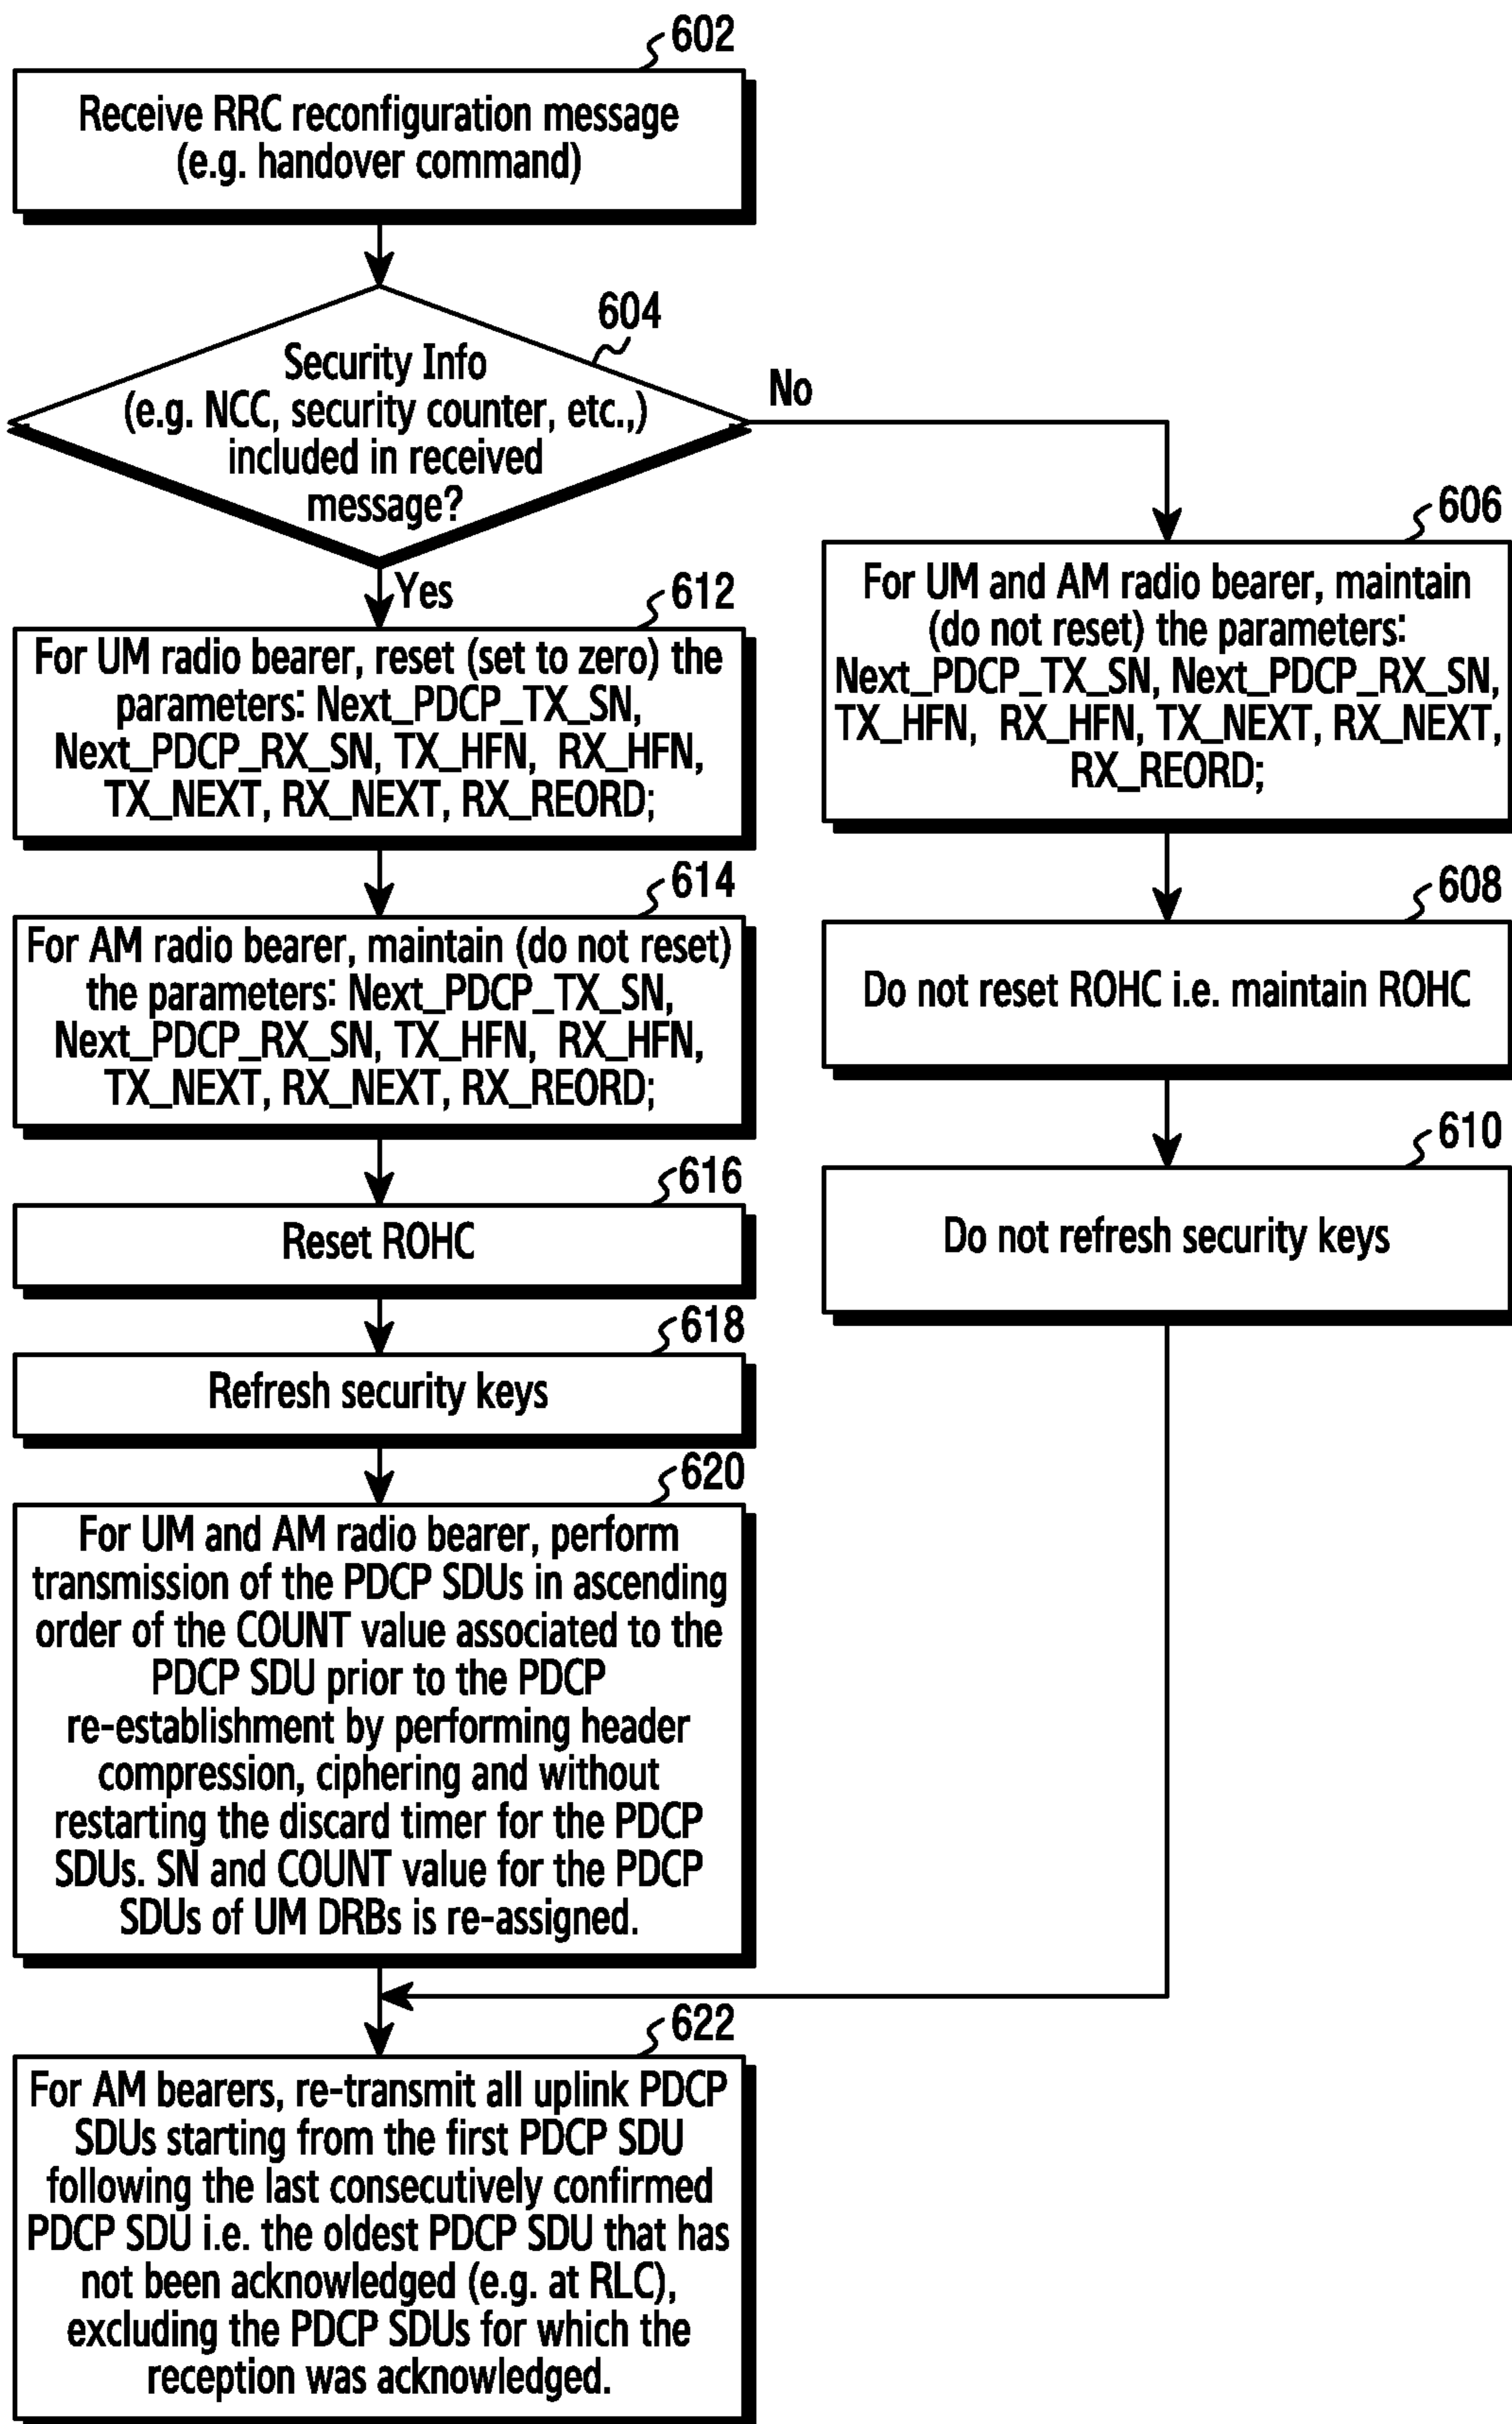 602
Receive RRC reconfiguration message
(e.g. handover command)
604
Security Info
(e.g. NCC, security counter, etc.,)
included in received
message?
No
Yes
606
For UM and AM radio bearer, maintain
(do not reset) the parameters:
Next_PDCP_TX_SN, Next_PDCP_RX_SN,
TX_HFN, RX_HFN, TX_NEXT, RX_NEXT,
RX_REORD;
608
Do not reset ROHC i.e. maintain ROHC
610
Do not refresh security keys
612
For UM radio bearer, reset (set to zero) the
parameters: Next_PDCP_TX_SN,
Next_PDCP_RX_SN, TX_HFN, RX_HFN,
TX_NEXT, RX_NEXT, RX_REORD;
614
For AM radio bearer, maintain (do not reset)
the parameters: Next_PDCP_TX_SN,
Next_PDCP_RX_SN, TX_HFN, RX_HFN,
TX_NEXT, RX_NEXT, RX_REORD;
616
Reset ROHC
618
Refresh security keys
620
For UM and AM radio bearer, perform
transmission of the PDCP SDUs in ascending
order of the COUNT value associated to the
PDCP SDU prior to the PDCP
re-establishment by performing header
compression, ciphering and without
restarting the discard timer for the PDCP
SDUs. SN and COUNT value for the PDCP
SDUs of UM DRBs is re-assigned.
622
For AM bearers, re-transmit all uplink PDCP
SDUs starting from the first PDCP SDU
following the last consecutively confirmed
PDCP SDU i.e. the oldest PDCP SDU that has
not been acknowledged (e.g. at RLC),
excluding the PDCP SDUs for which the
reception was acknowledged.